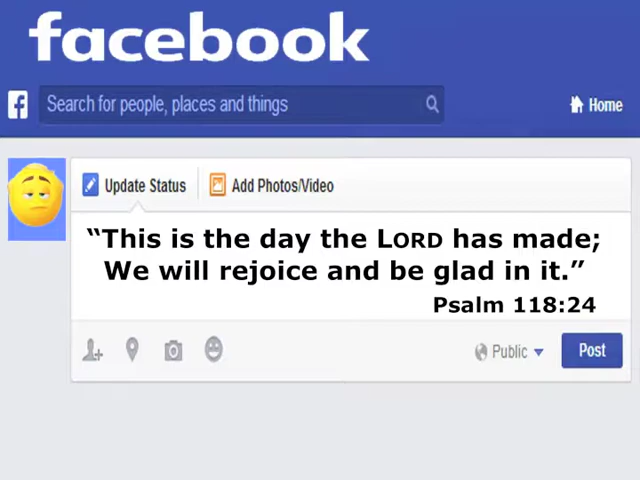 facebook
f Search for people, places and things Home
Update Status Add Photos/Video
“This is the day the LORD has made;
We will rejoice and be glad in it.”
Psalm 118:24
Public Post